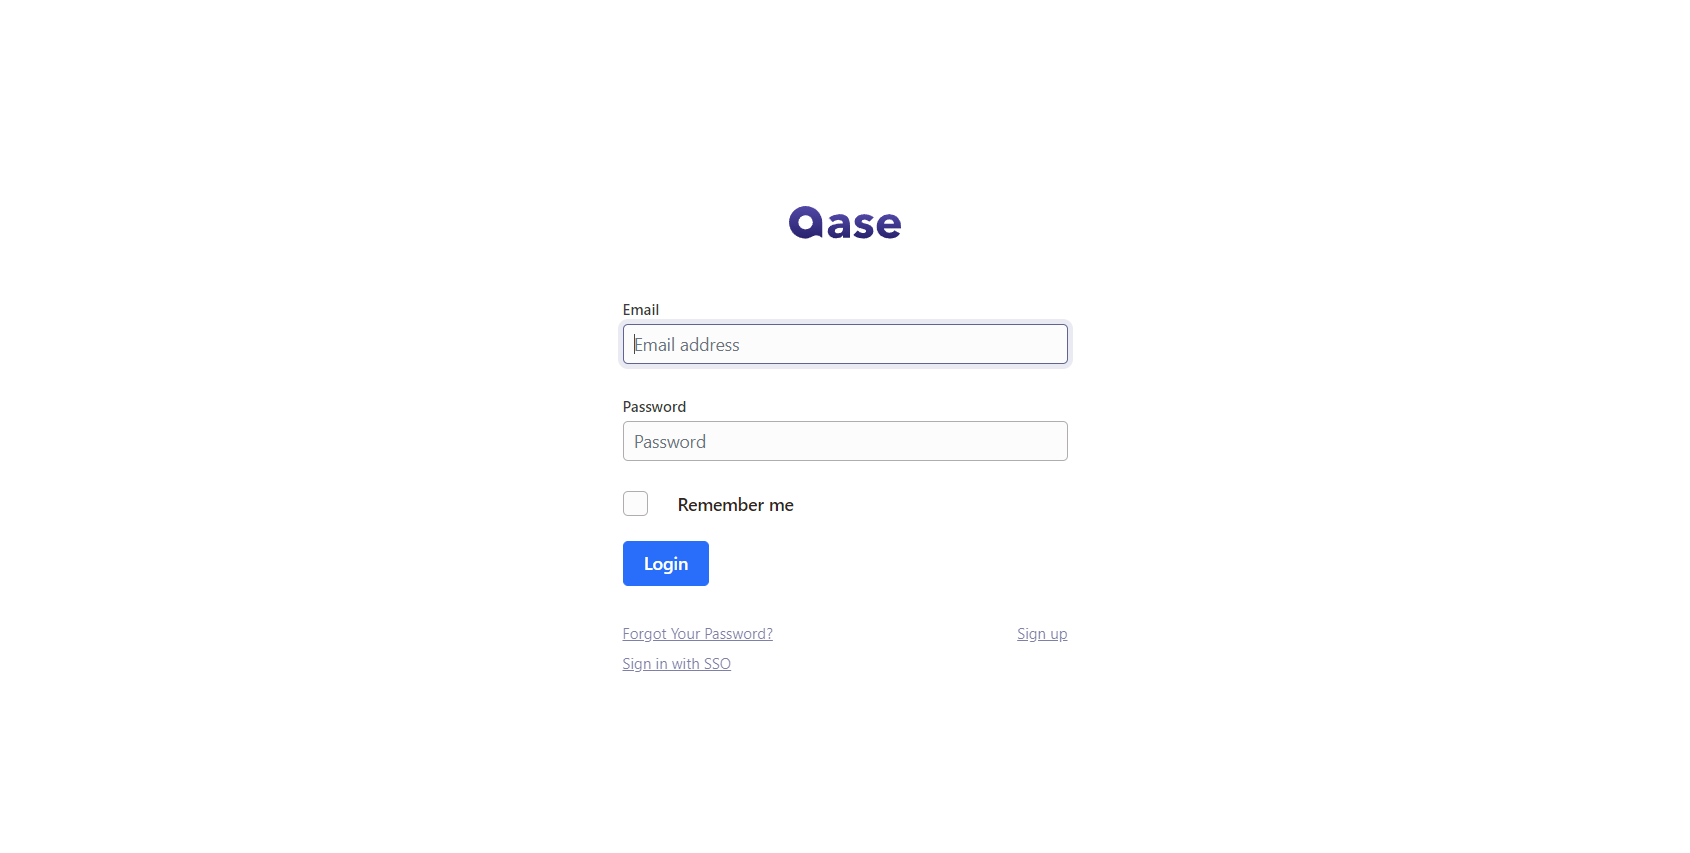 Qase
Email
Email address
Password
Password
Remember me
Login
Forgot Your Password? Sign up
Sign in with SSO